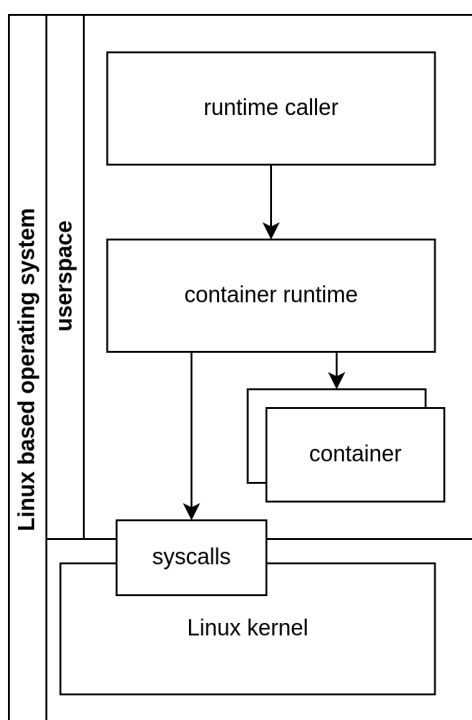 Linux based operating system
userspace
runtime caller
container runtime
container
syscalls
Linux kernel